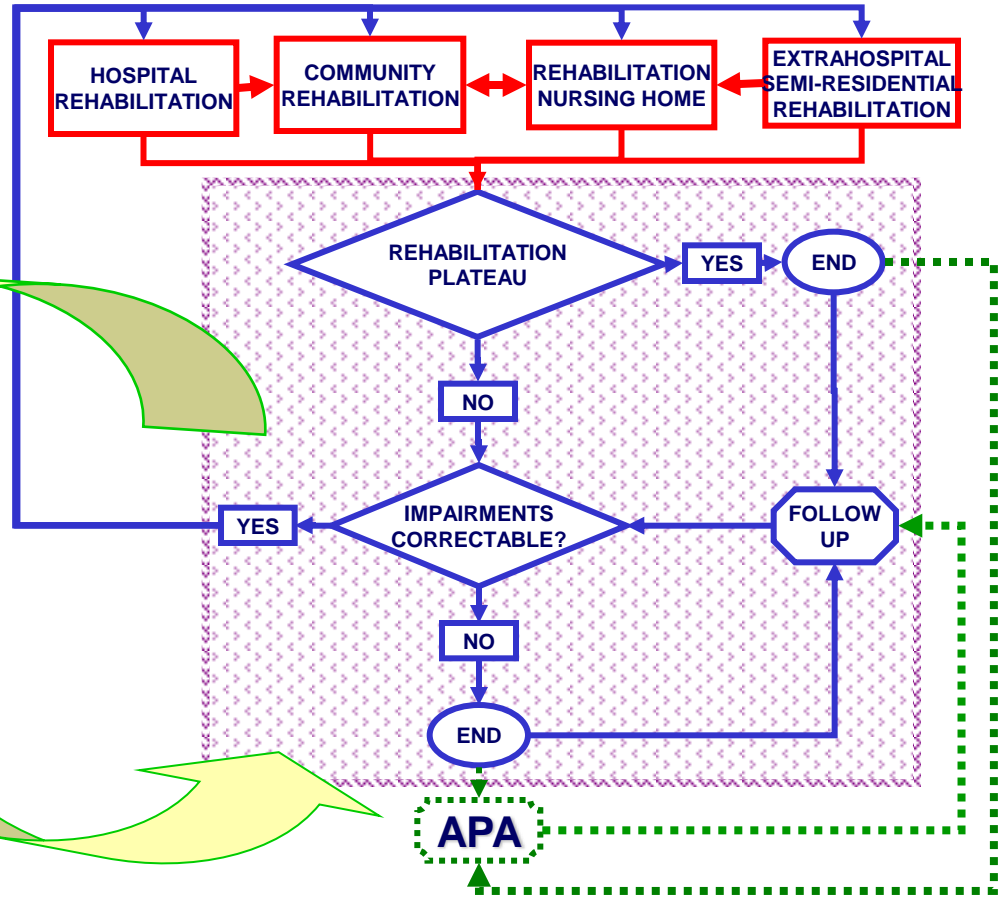 HOSPITAL
REHABILITATION
COMMUNITY
REHABILITATION
REHABILITATION
NURSING HOME
EXTRAHOSPITAL
SEMI-RESIDENTIAL
REHABILITATION
REHABILITATION
PLATEAU
YES
END
NO
IMPAIRMENTS
CORRECTABLE?
YES
FOLLOW
UP
NO
END
APA